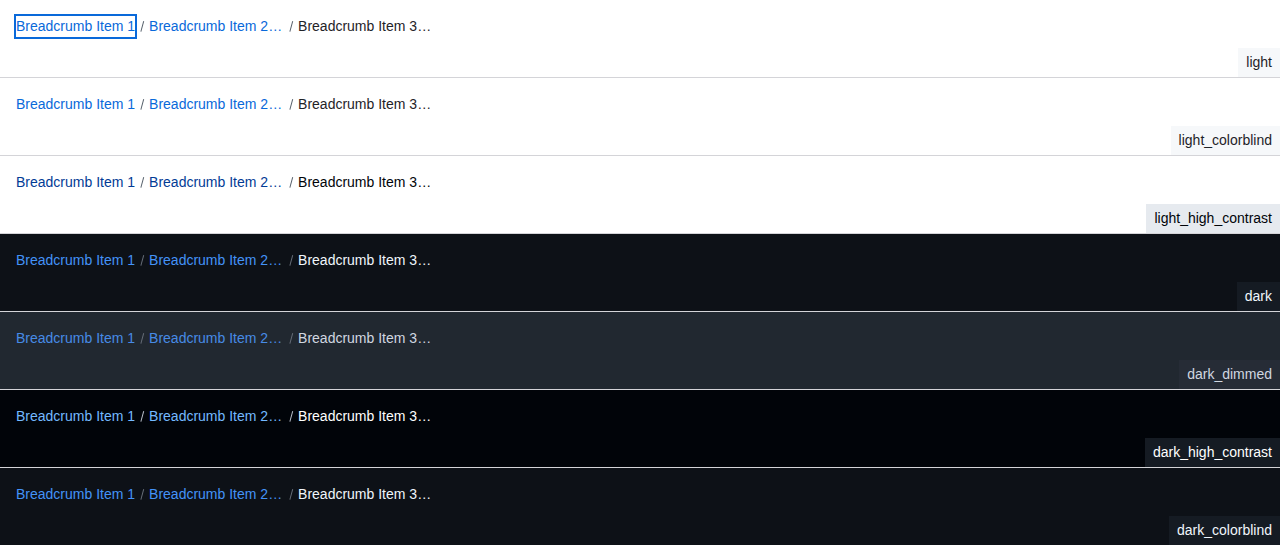 Breadcrumb Item 1 / Breadcrumb Item 2… / Breadcrumb Item 3…
light
Breadcrumb Item 1 / Breadcrumb Item 2… / Breadcrumb Item 3…
light_colorblind
Breadcrumb Item 1 / Breadcrumb Item 2… / Breadcrumb Item 3…
light_high_contrast
Breadcrumb Item 1 / Breadcrumb Item 2… / Breadcrumb Item 3…
dark
Breadcrumb Item 1 / Breadcrumb Item 2… / Breadcrumb Item 3…
dark_dimmed
Breadcrumb Item 1 / Breadcrumb Item 2… / Breadcrumb Item 3…
dark_high_contrast
Breadcrumb Item 1 / Breadcrumb Item 2… / Breadcrumb Item 3…
dark_colorblind